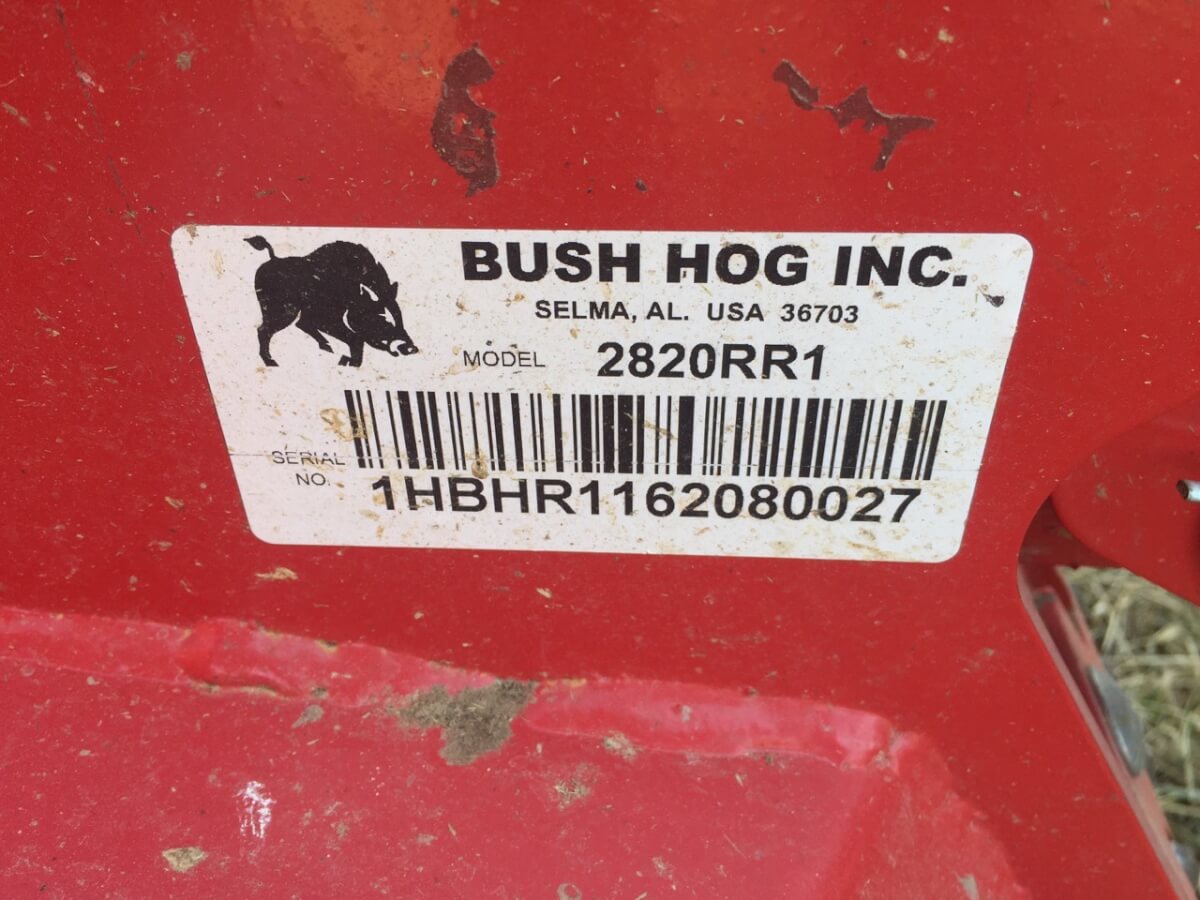 BUSH HOG INC.
SELMA, AL. USA 36703
MODEL 2820RR1
SERIAL
NO. 1HBHR1162080027